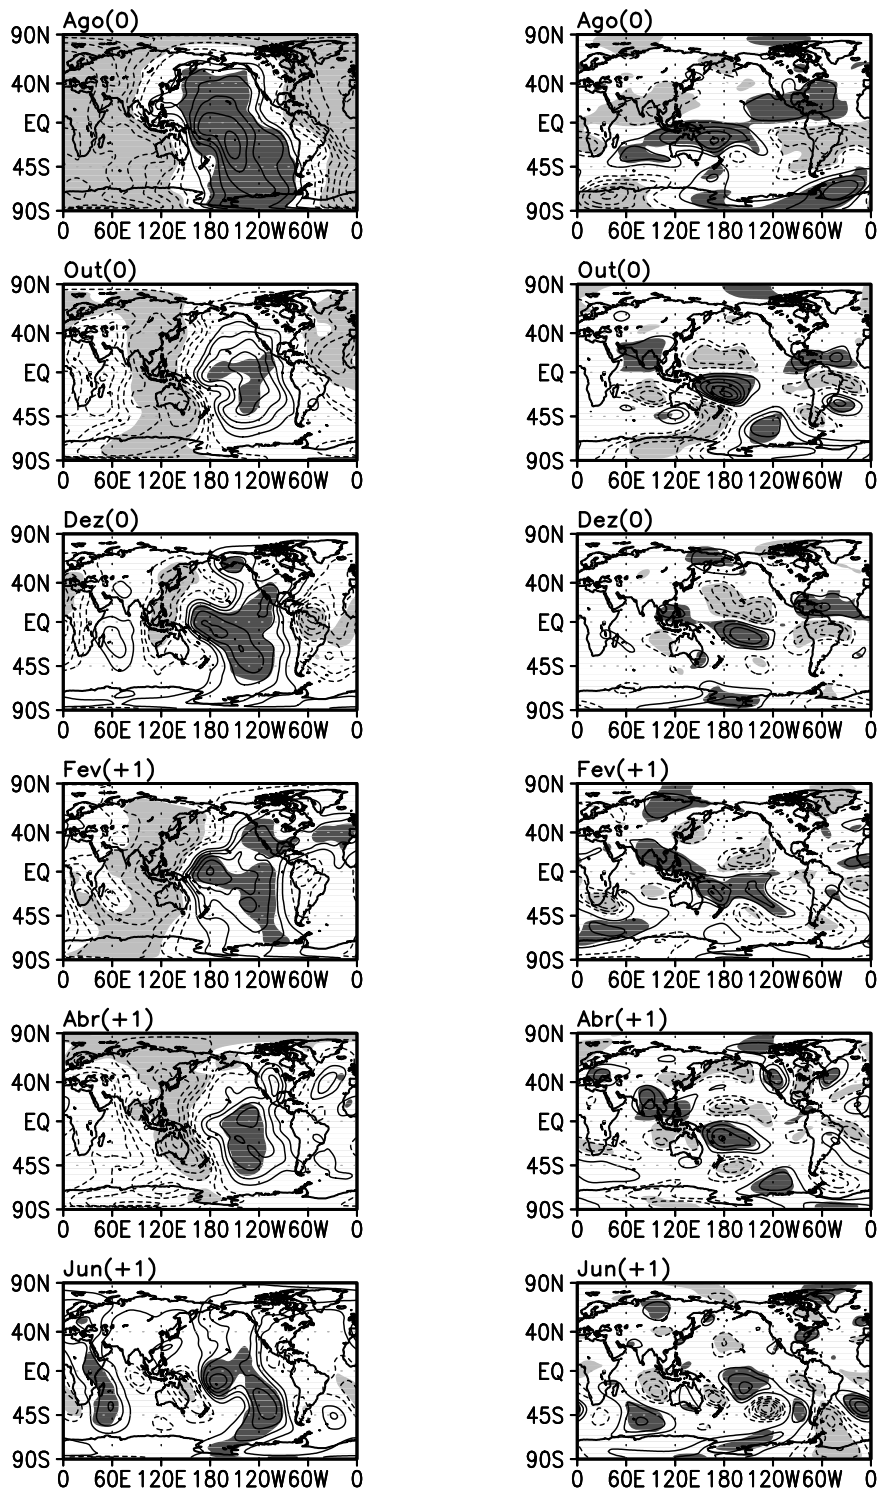 Ago(0) Ago(0)
90N 90N
40N 40N
EQ EQ
45S 45S
90S 90S
0 60E 120E 180 120W 60W 0 0 60E 120E 180 120W 60W 0
Out(0) Out(0)
90N 90N
40N 40N
EQ EQ
45S 45S
90S 90S
0 60E 120E 180 120W 60W 0 0 60E 120E 180 120W 60W 0
Dez(0) Dez(0)
90N 90N
40N 40N
EQ EQ
45S 45S
90S 90S
0 60E 120E 180 120W 60W 0 0 60E 120E 180 120W 60W 0
Fev(+1) Fev(+1)
90N 90N
40N 40N
EQ EQ
45S 45S
90S 90S
0 60E 120E 180 120W 60W 0 0 60E 120E 180 120W 60W 0
Abr(+1) Abr(+1)
90N 90N
40N 40N
EQ EQ
45S 45S
90S 90S
0 60E 120E 180 120W 60W 0 0 60E 120E 180 120W 60W 0
Jun(+1) Jun(+1)
90N 90N
40N 40N
EQ EQ
45S 45S
90S 90S
0 60E 120E 180 120W 60W 0 0 60E 120E 180 120W 60W 0